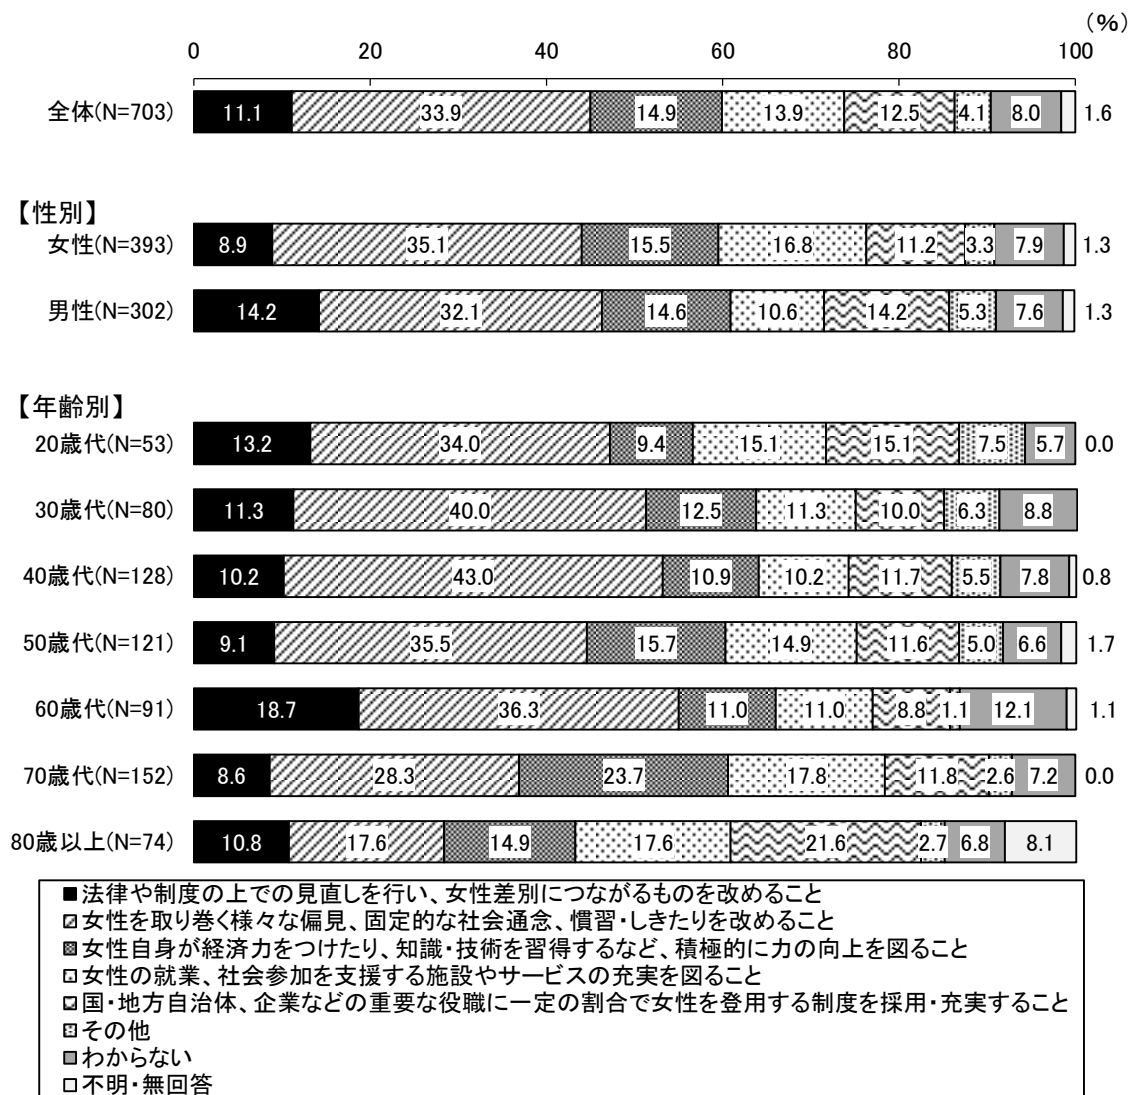 (%)
0 20 40 60 80 100
全体(N=703) 11.1 33.9 14.9 13.9 12.5 4.1 8.0 1.6
【性別】
女性(N=393) 8.9 35.1 15.5 16.8 11.2 3.3 7.9 1.3
男性(N=302) 14.2 32.1 14.6 10.6 14.2 5.3 7.6 1.3
【年齢別】
20歳代(N=53) 13.2 34.0 9.4 15.1 15.1 7.5 5.7 0.0
30歳代(N=80) 11.3 40.0 12.5 11.3 10.0 6.3 8.8
40歳代(N=128) 10.2 43.0 10.9 10.2 11.7 5.5 7.8 0.8
50歳代(N=121) 9.1 35.5 15.7 14.9 11.6 5.0 6.6 1.7
60歳代(N=91) 18.7 36.3 11.0 11.0 8.8 1.1 12.1 1.1
70歳代(N=152) 8.6 28.3 23.7 17.8 11.8 2.6 7.2 0.0
80歳以上(N=74) 10.8 17.6 14.9 17.6 21.6 2.7 6.8 8.1
法律や制度の上での見直しを行い、女性差別につながるものを改めること
女性を取り巻く様々な偏見、固定的な社会通念、慣習・しきたりを改めること
女性自身が経済力をつけたり、知識・技術を習得するなど、積極的に力の向上を図ること
女性の就業、社会参加を支援する施設やサービスの充実を図ること
国・地方自治体、企業などの重要な役職に一定の割合で女性を登用する制度を採用・充実すること
その他
わからない
不明・無回答